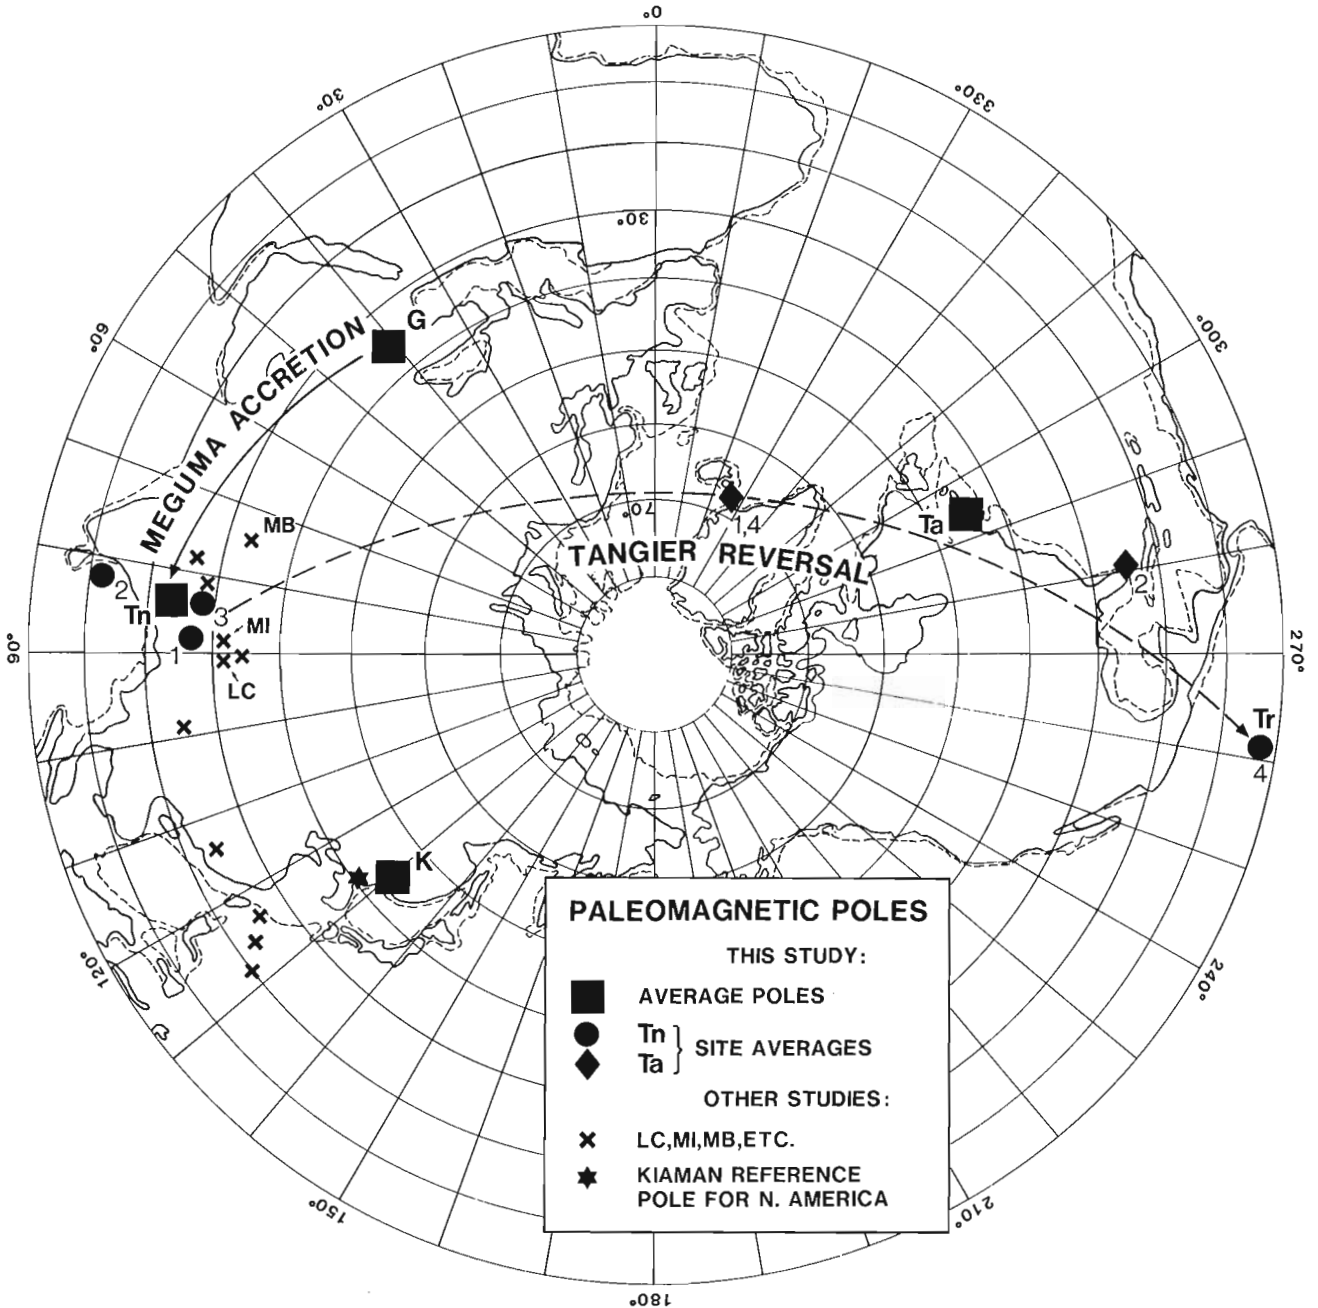 0°
30°
330°
30°
60°
300°
G
MEGUMA ACCRETION
MB
70°
1,4
Ta
TANGIER REVERSAL
2
2
Tn
3
MI
1
90°
270°
LC
Tr
4
K
120°
240°
150°
210°
180°
PALEOMAGNETIC POLES
THIS STUDY:
AVERAGE POLES
Tn
Ta
SITE AVERAGES
OTHER STUDIES:
LC,MI,MB,ETC.
KIAMAN REFERENCE
POLE FOR N. AMERICA